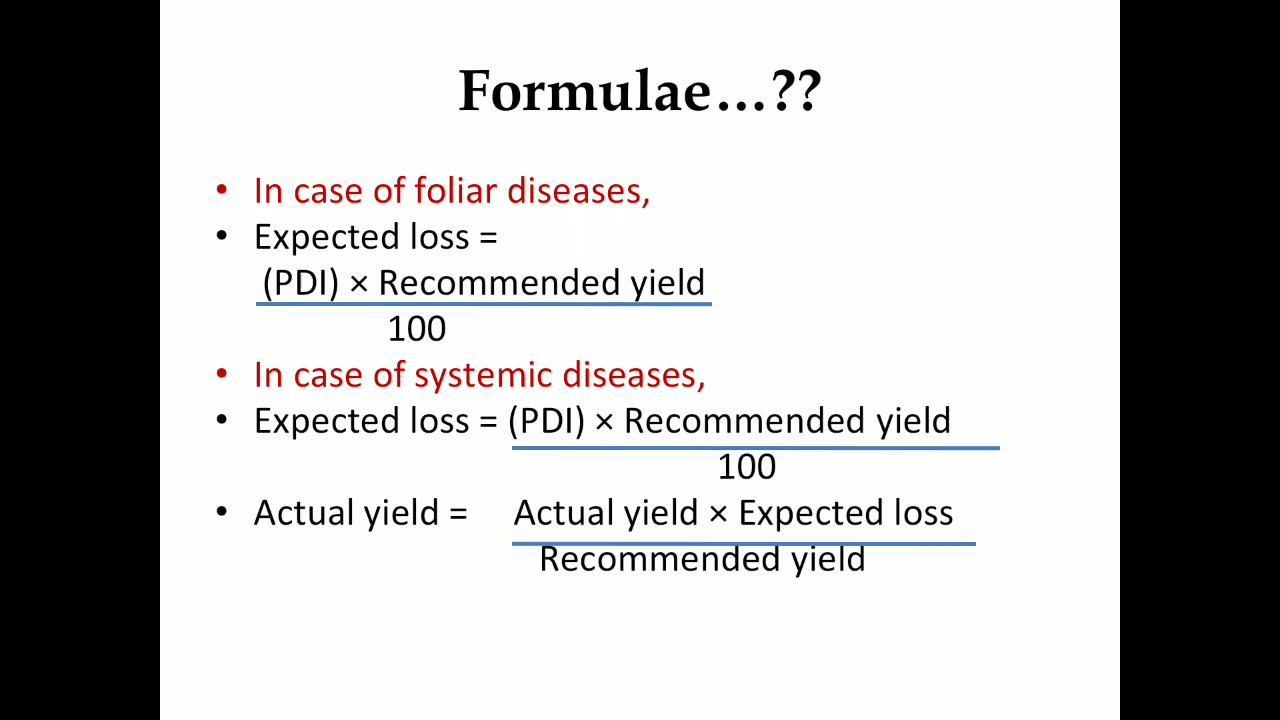 Formulae...??
• In case of foliar diseases,
• Expected loss =
(PDI) × Recommended yield
100
• In case of systemic diseases,
• Expected loss = (PDI) × Recommended yield
100
• Actual yield = Actual yield × Expected loss
Recommended yield